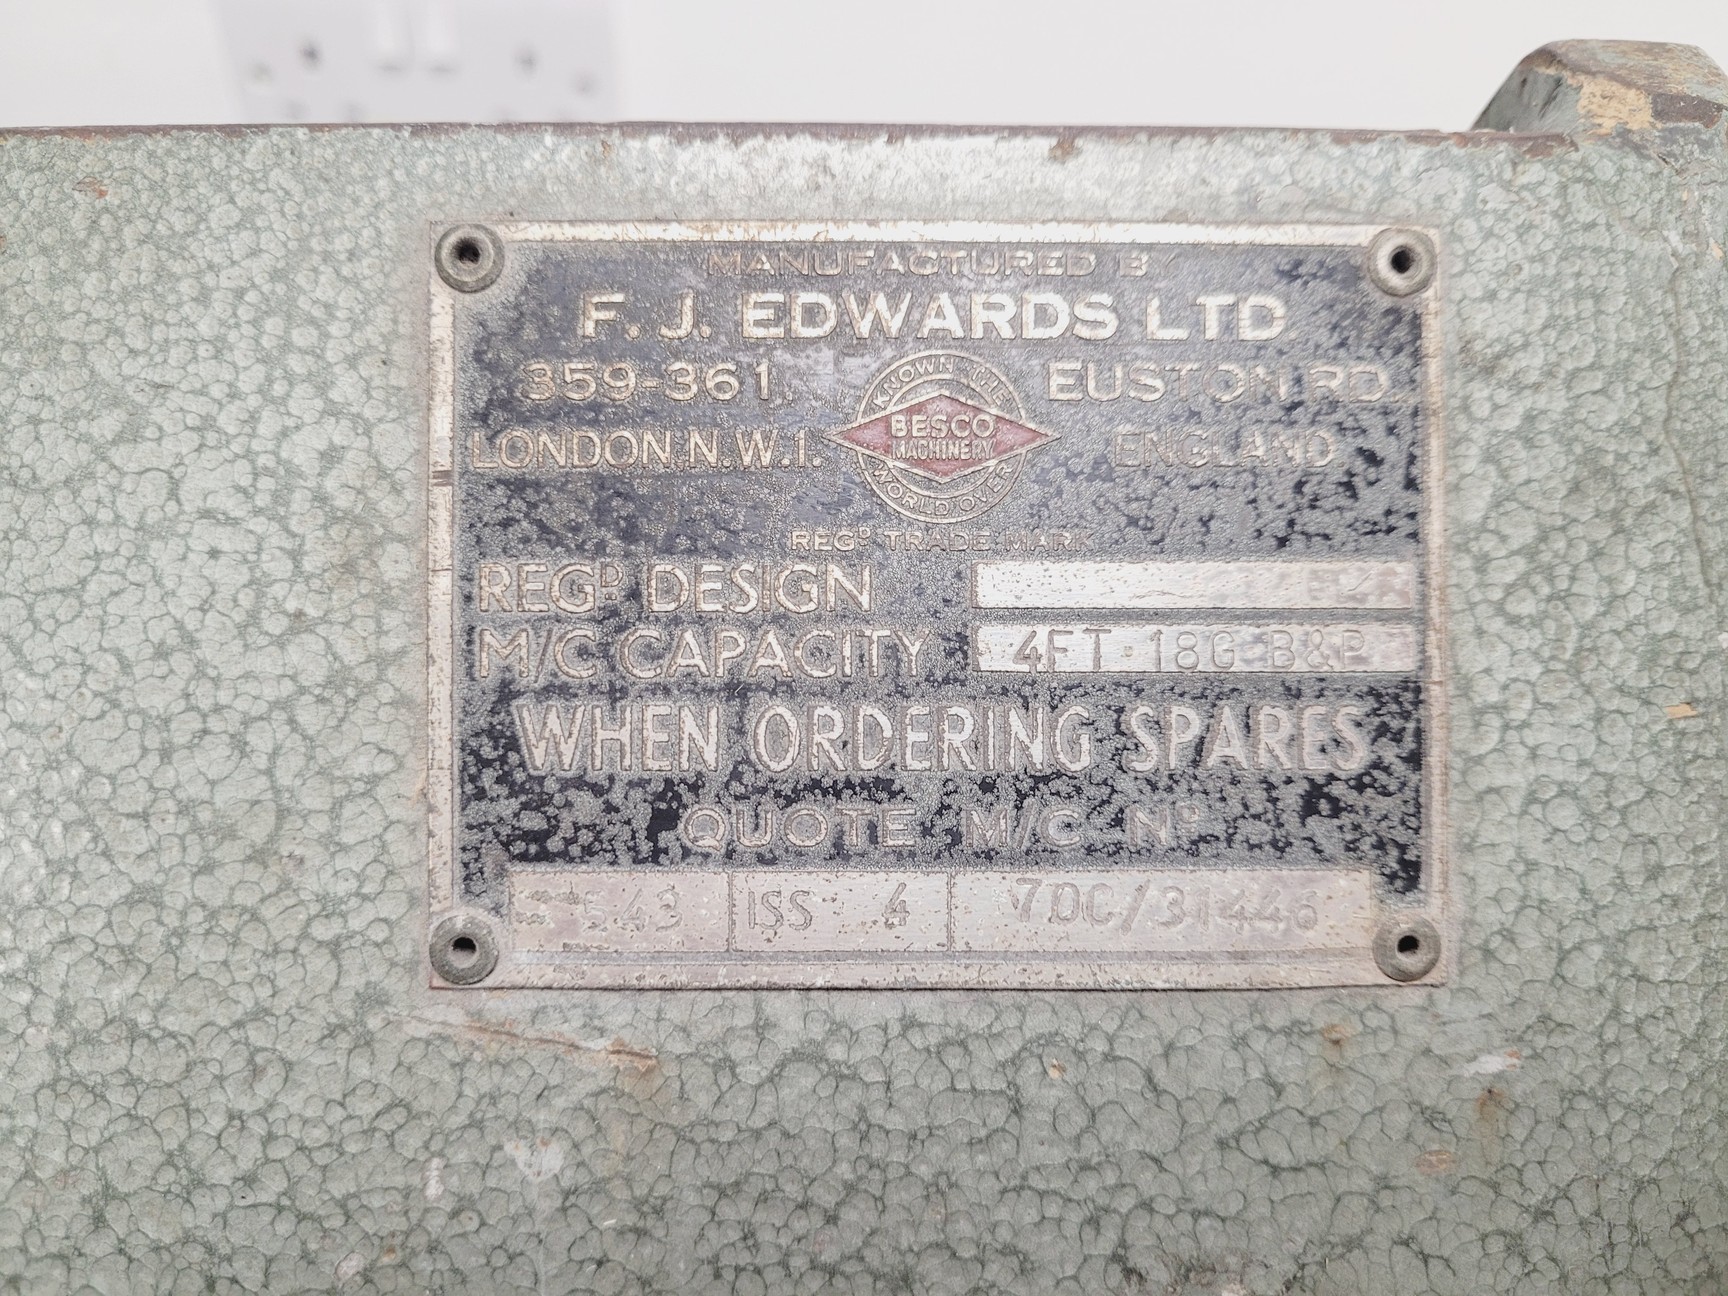 MANUFACTURED B
F. J. EDWARDS LTD
359-361. EUSTON RD.
LONDON. N.W.1. ENGLAND
KNOWN THE
BESCO
MACHINERY
WORLD OVER
REGD TRADE MARK
REGD DESIGN
M/C CAPACITY 4FT · 18G B&P
WHEN ORDERING SPARES
QUOTE M/C No
543 ISS 4 7DC/31446